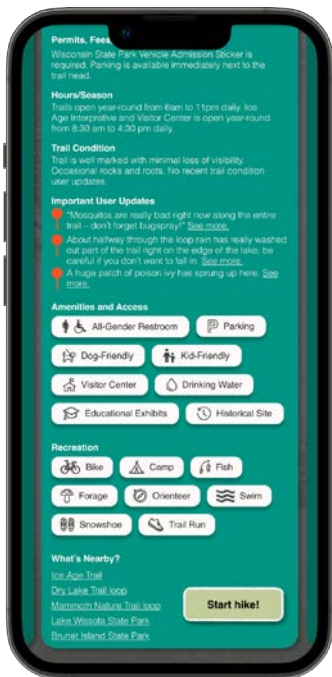 Permits, Fees,
Wisconsin State Park Vehicle Admission Sticker is
required. Parking is available immediately next to the
trail head.
Hours/Season
Trails open year-round from 6am to 11pm daily. Ice
Age Interpretive and Visitor Center is open year-round
from 8:30 am to 4:30 pm daily.
Trail Condition
Trail is well marked with minimal loss of visibility.
Occasional rocks and roots. No recent trail condition
user updates.
Important User Updates
"Mosquitos are really bad right now along the entire
trail – don't forget bugspray!" See more.
About halfway through the loop rain has really washed
out part of the trail right on the edge of the lake; be
careful if you don't want to fall in. See more.
A huge patch of poison ivy has sprung up here. See
more.
Amenities and Access
All-Gender Restroom
Parking
Dog-Friendly
Kid-Friendly
Visitor Center
Drinking Water
Educational Exhibits
Historical Site
Recreation
Bike
Camp
Fish
Forage
Orienteer
Swim
Snowshoe
Trail Run
What's Nearby?
Ice Age Trail
Dry Lake Trail loop
Mammoth Nature Trail loop
Lake Wissota State Park
Brunet Island State Park
Start hike!